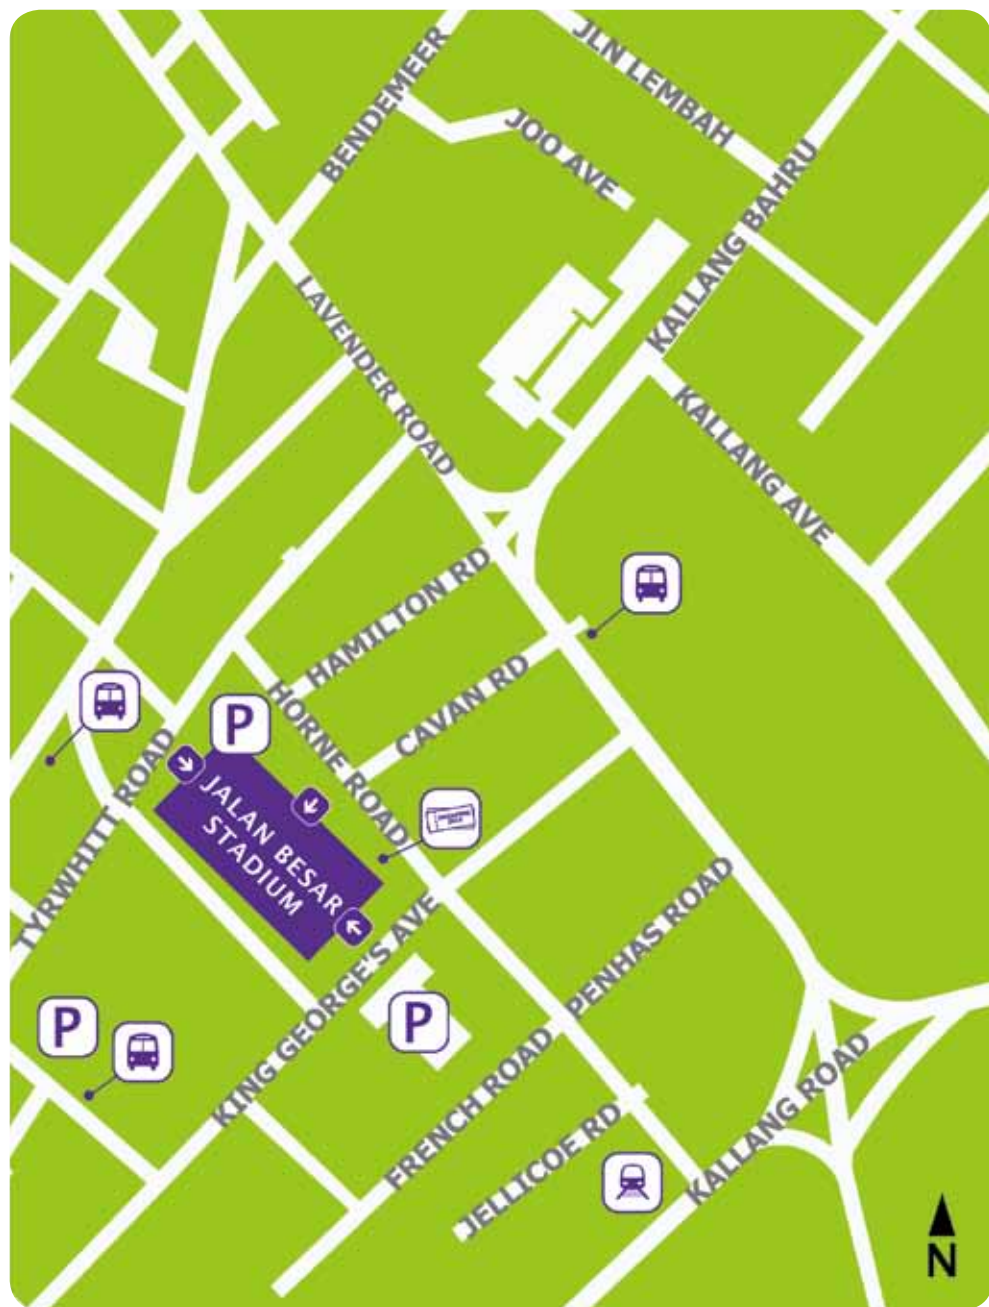 JLN LEMBAH
BENDEMEER
JOO AVE
KALLANG BAHRU
LAVENDER ROAD
KALLANG AVE
HAMILTON RD
CAVAN RD
HORNE ROAD
P
TYRWHITT ROAD
JALAN BESAR
STADIUM
KING GEORGE'S AVE
PENHAS ROAD
P
P
FRENCH ROAD
KALLANG ROAD
JELLICOE RD
N